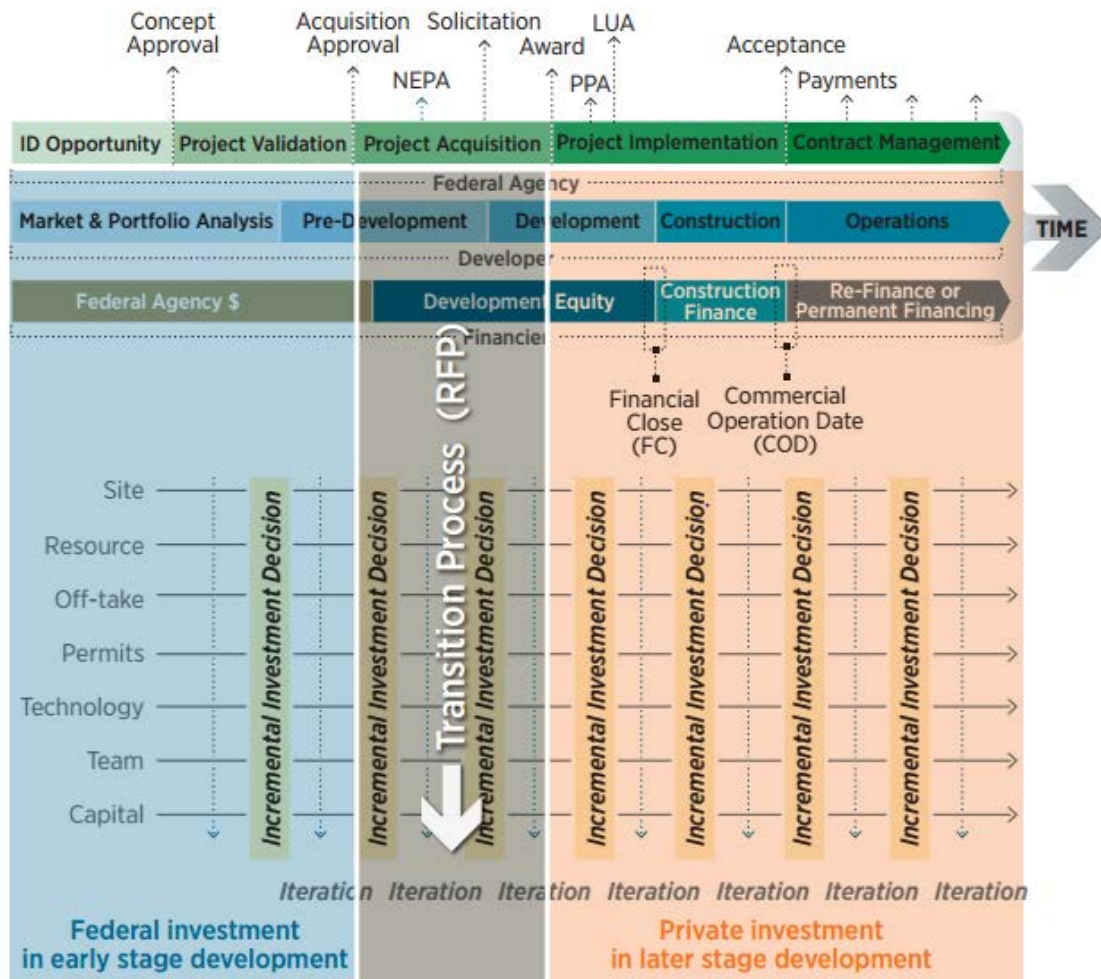 Concept
Approval
Acquisition
Approval
Solicitation
LUA
Award
Acceptance
NEPA
PPA
Payments
ID Opportunity
Project Validation
Project Acquisition
Project Implementation
Contract Management
Federal Agency
Market & Portfolio Analysis
Pre-Development
Development
Construction
Operations
TIME
Developer
Federal Agency $
Development Equity
Construction
Finance
Re-Finance or
Permanent Financing
Financier
Transition Process (RFP)
Financial
Close
(FC)
Commercial
Operation Date
(COD)
Site
Resource
Off-take
Permits
Technology
Team
Capital
Incremental Investment Decision
Incremental Investment Decision
Incremental Investment Decision
Incremental Investment Decision
Incremental Investment Decision
Incremental Investment Decision
Incremental Investment Decision
Iteration
Iteration
Iteration
Iteration
Iteration
Iteration
Iteration
Federal investment
in early stage development
Private investment
in later stage development